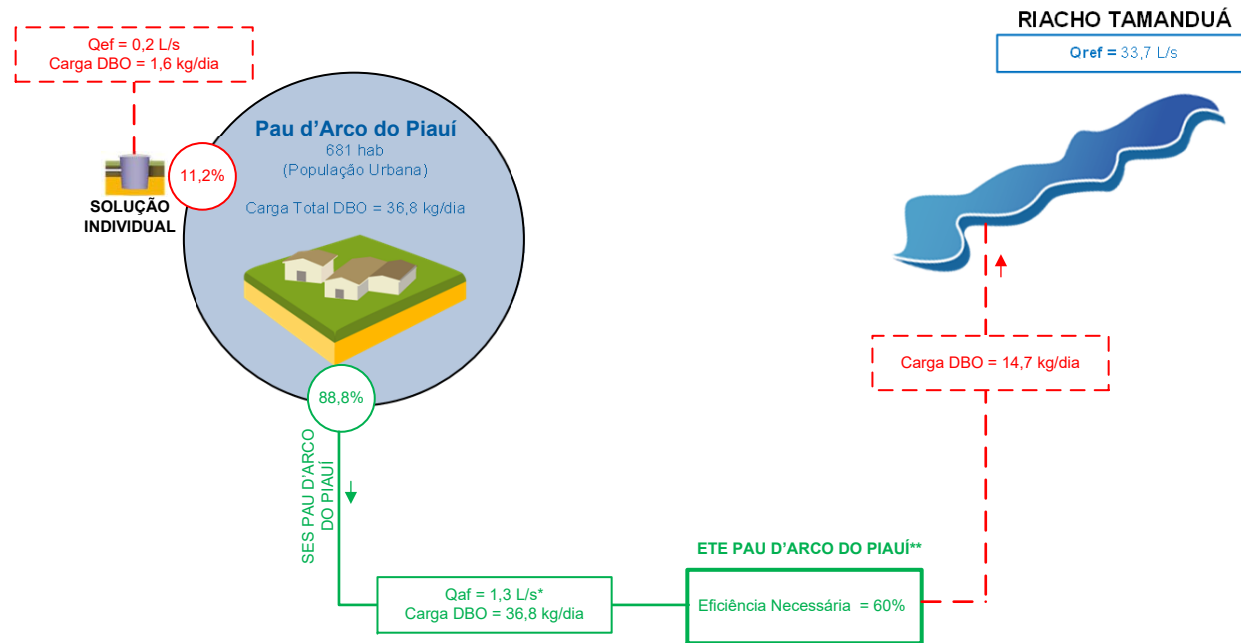 RIACHO TAMANDUÁ
Qref = 33,7 L/s
Qef = 0,2 L/s
Carga DBO = 1,6 kg/dia
Pau d'Arco do Piauí
681 hab
(População Urbana)
Carga Total DBO = 36,8 kg/dia
11,2%
SOLUÇÃO
INDIVIDUAL
88,8%
SES PAU D'ARCO
DO PIAUÍ
Carga DBO = 14,7 kg/dia
ETE PAU D'ARCO DO PIAUÍ**
Qaf = 1,3 L/s*
Carga DBO = 36,8 kg/dia
Eficiência Necessária = 60%